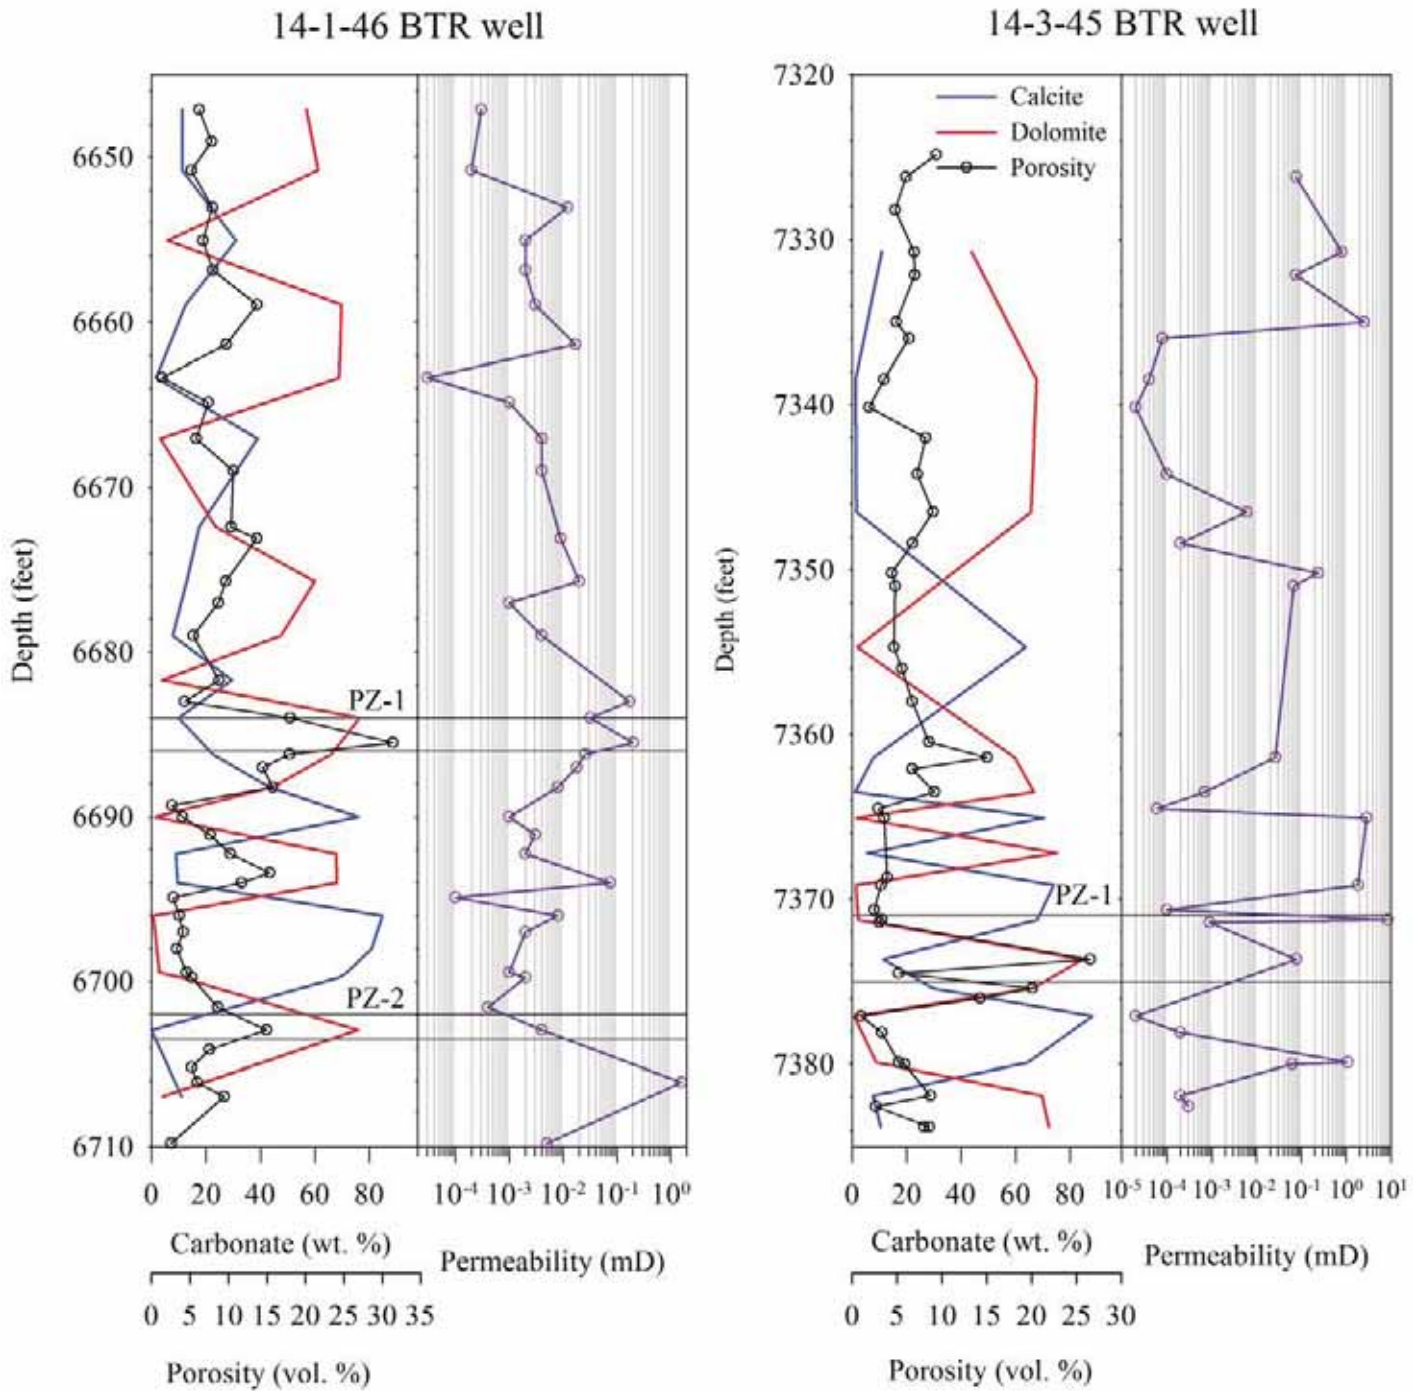 14-1-46 BTR well
14-3-45 BTR well
Depth (feet)
6650
6660
6670
6680
6690
6700
6710
PZ-1
PZ-2
0 20 40 60 80
Carbonate (wt. %)
0 5 10 15 20 25 30 35
Porosity (vol. %)
10⁻⁴ 10⁻³ 10⁻² 10⁻¹ 10⁰
Permeability (mD)
Depth (feet)
7320
7330
7340
7350
7360
7370
7380
Calcite
Dolomite
Porosity
PZ-1
0 20 40 60 80
Carbonate (wt. %)
0 5 10 15 20 25 30
Porosity (vol. %)
10⁻⁵ 10⁻⁴ 10⁻³ 10⁻² 10⁻¹ 10⁰ 10¹
Permeability (mD)